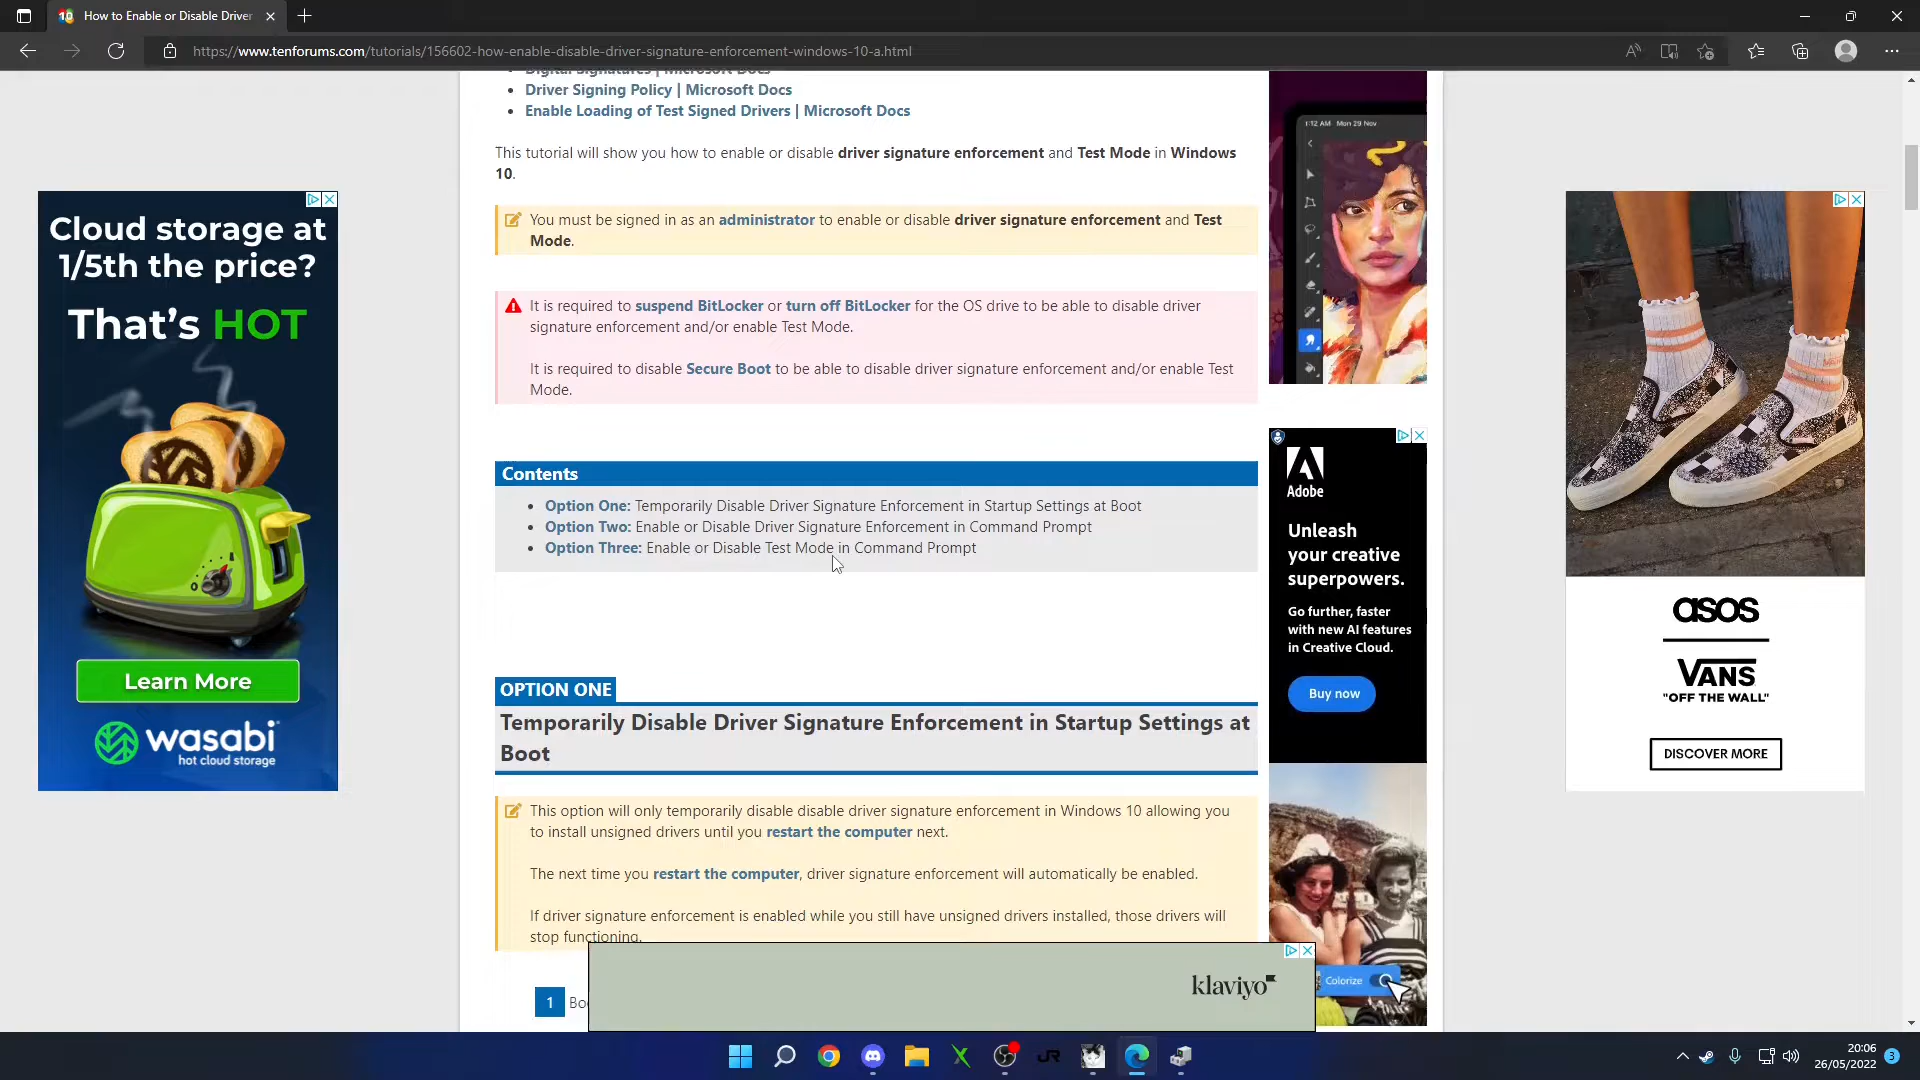 How to Enable or Disable Driver
https://www.tenforums.com/tutorials/156602-how-enable-disable-driver-signature-enforcement-windows-10-a.html
Digital Signatures | Microsoft Docs
Driver Signing Policy | Microsoft Docs
Enable Loading of Test Signed Drivers | Microsoft Docs
This tutorial will show you how to enable or disable driver signature enforcement and Test Mode in Windows
10.
You must be signed in as an administrator to enable or disable driver signature enforcement and Test
Mode.
It is required to suspend BitLocker or turn off BitLocker for the OS drive to be able to disable driver
signature enforcement and/or enable Test Mode.
It is required to disable Secure Boot to be able to disable driver signature enforcement and/or enable Test
Mode.
Contents
Option One: Temporarily Disable Driver Signature Enforcement in Startup Settings at Boot
Option Two: Enable or Disable Driver Signature Enforcement in Command Prompt
Option Three: Enable or Disable Test Mode in Command Prompt
OPTION ONE
Temporarily Disable Driver Signature Enforcement in Startup Settings at
Boot
This option will only temporarily disable disable driver signature enforcement in Windows 10 allowing you
to install unsigned drivers until you restart the computer next.
The next time you restart the computer, driver signature enforcement will automatically be enabled.
If driver signature enforcement is enabled while you still have unsigned drivers installed, those drivers will
stop functioning.
1 Bo
klaviyo
Cloud storage at
1/5th the price?
That's HOT
Learn More
wasabi
hot cloud storage
1:12 AM Mon 29 Nov
Adobe
Unleash
your creative
superpowers.
Go further, faster
with new AI features
in Creative Cloud.
Buy now
Colorize
asos
VANS
"OFF THE WALL"
DISCOVER MORE
JR
20:06
26/05/2022
3